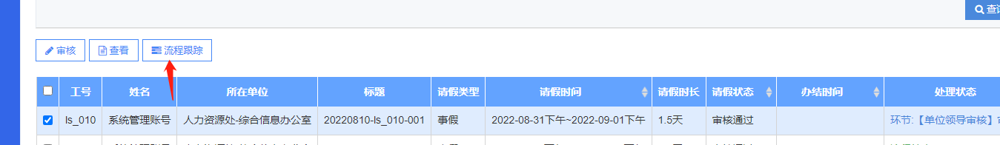 查询
审核 查看 流程跟踪
工号 姓名 所在单位 标题 请假类型 请假时间 请假时长 请假状态 办结时间 处理状态
ls_010 系统管理账号 人力资源处-综合信息办公室 20220810-ls_010-001 事假 2022-08-31下午~2022-09-01下午 1.5天 审核通过 环节:【单位领导审核】